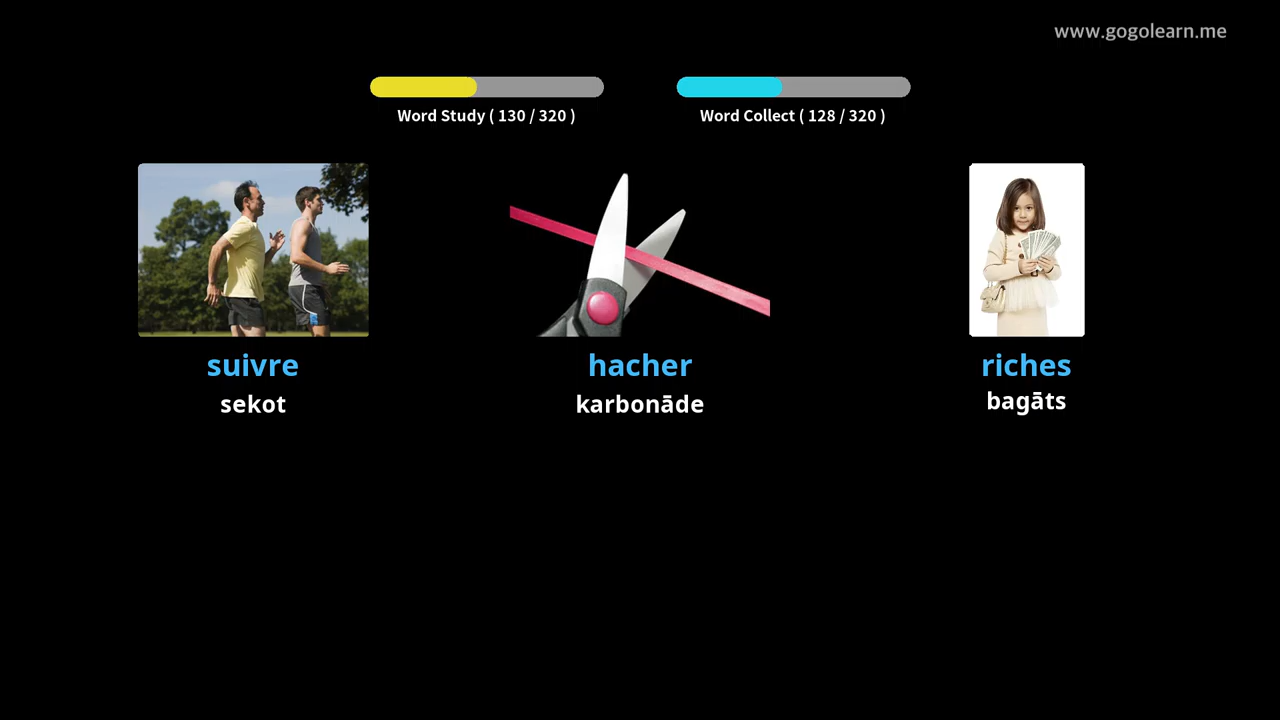 www.gogolearn.me
Word Study ( 130 / 320 )
Word Collect ( 128 / 320 )
suivre
hacher
riches
sekot
karbonāde
bagāts